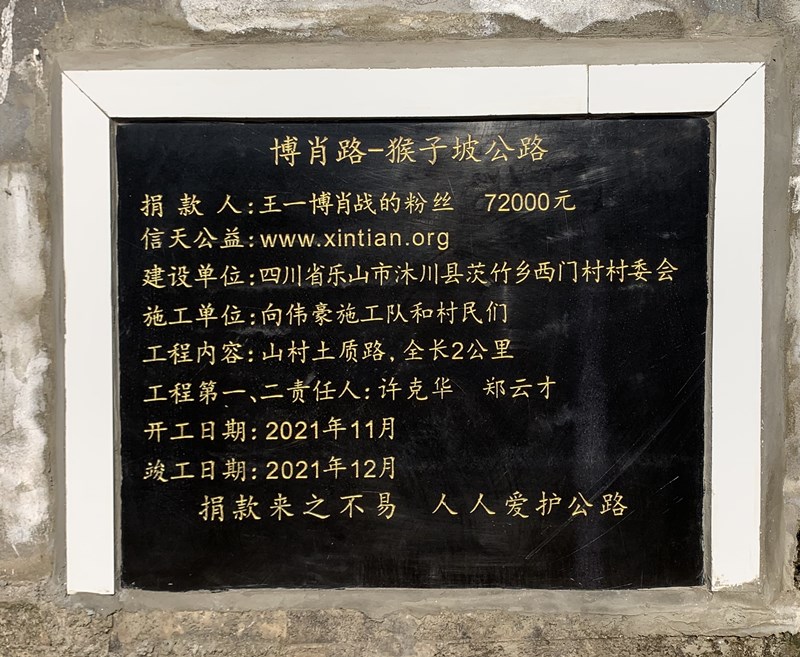 博肖路-猴子坡公路
捐 款 人:王一博肖战的粉丝 72000元
信天公益:www.xintian.org
建设单位:四川省乐山市沐川县茨竹乡西门村村委会
施工单位:向伟豪施工队和村民们
工程内容:山村土质路,全长2公里
工程第一、二责任人:许克华 郑云才
开工日期:2021年11月
竣工日期:2021年12月
捐款来之不易 人人爱护公路